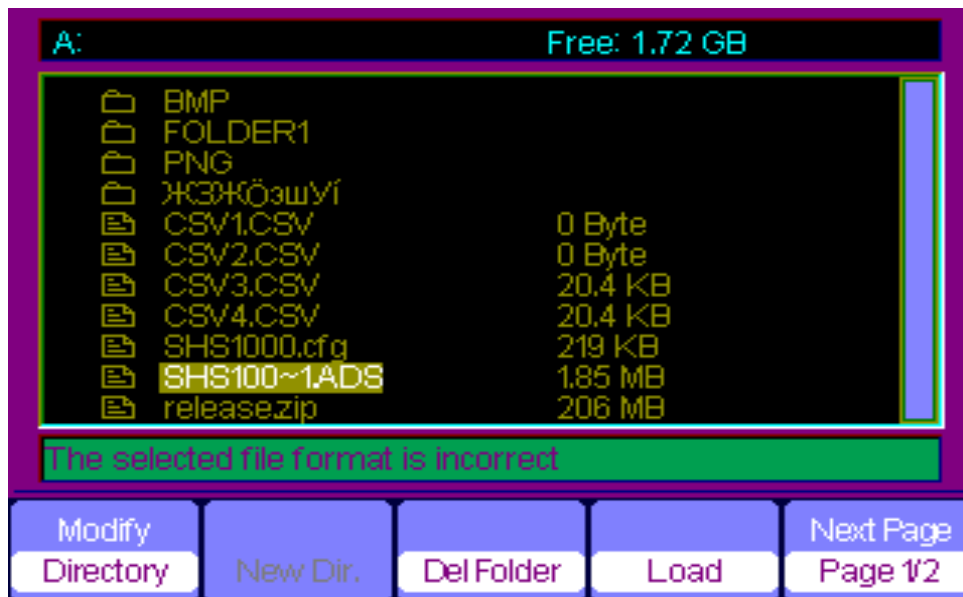 A: Free: 1.72 GB
BMP
FOLDER1
PNG
ЖЗЖÖэшУí
CSV1.CSV 0 Byte
CSV2.CSV 0 Byte
CSV3.CSV 20.4 KB
CSV4.CSV 20.4 KB
SHS1000.cfg 219 KB
SHS100~1.ADS 1.85 MB
release.zip 206 MB
The selected file format is incorrect
Modify Next Page
Directory New Dir. Del Folder Load Page 1/2